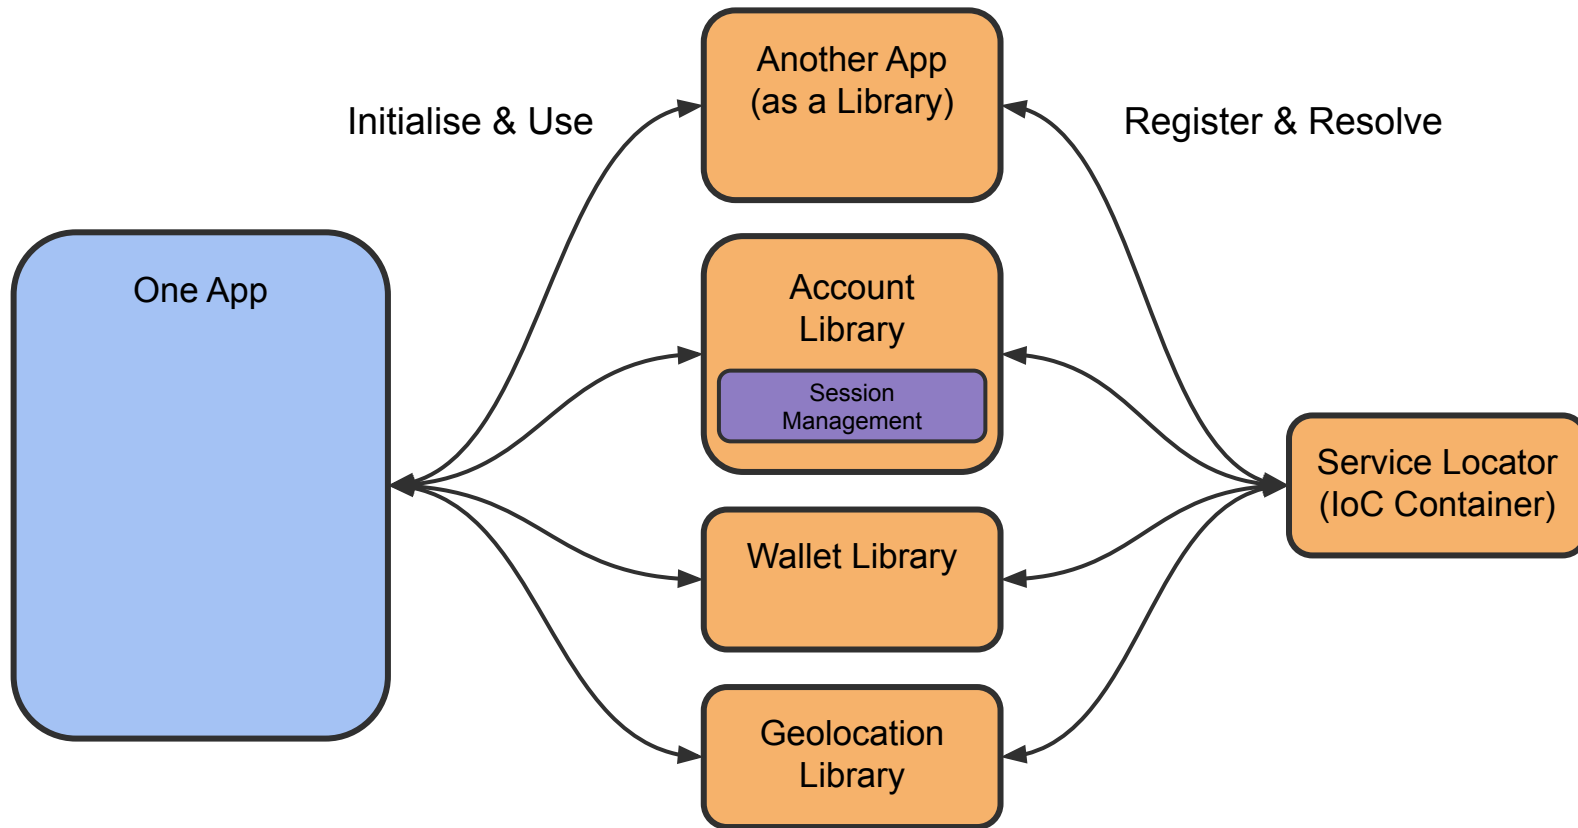 Initialise & Use
Another App
(as a Library)
Register & Resolve
One App
Account
Library
Session
Management
Service Locator
(IoC Container)
Wallet Library
Geolocation
Library